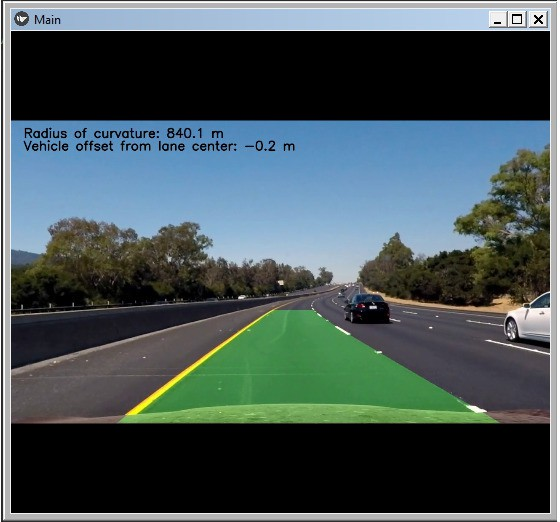 Main
Radius of curvature: 840.1 m
Vehicle offset from lane center: -0.2 m